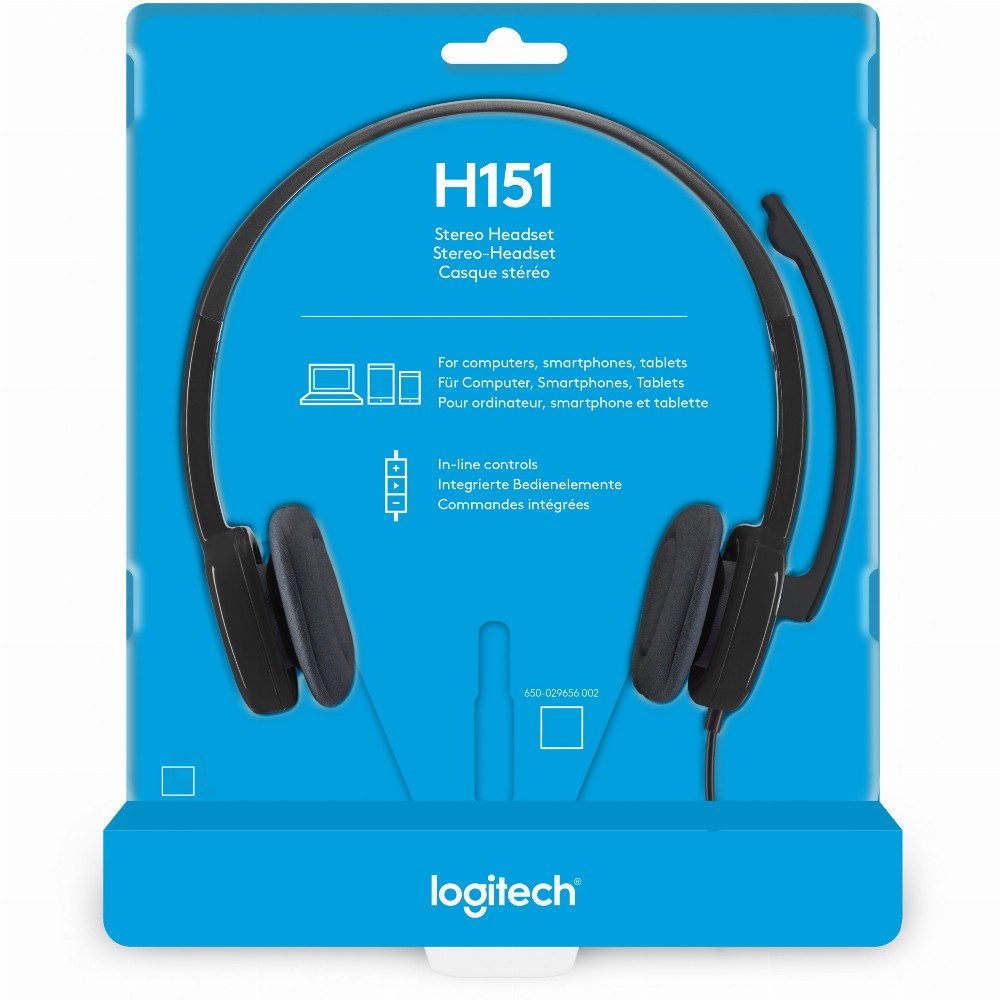 H151
Stereo Headset
Stereo-Headset
Casque stéréo
For computers, smartphones, tablets
Für Computer, Smartphones, Tablets
Pour ordinateur, smartphone et tablette
In-line controls
Integrierte Bedienelemente
Commandes intégrées
650-029656 002
logitech®